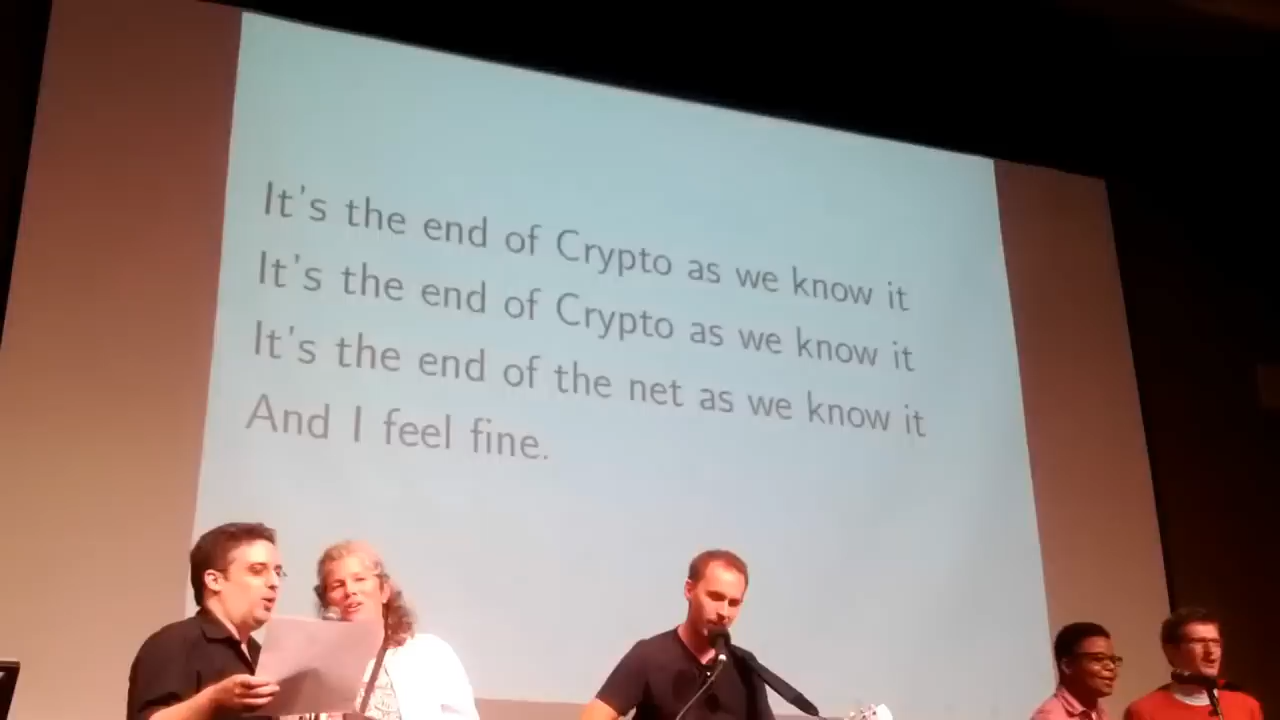 It's the end of Crypto as we know it
It's the end of Crypto as we know it
It's the end of the net as we know it
And I feel fine.